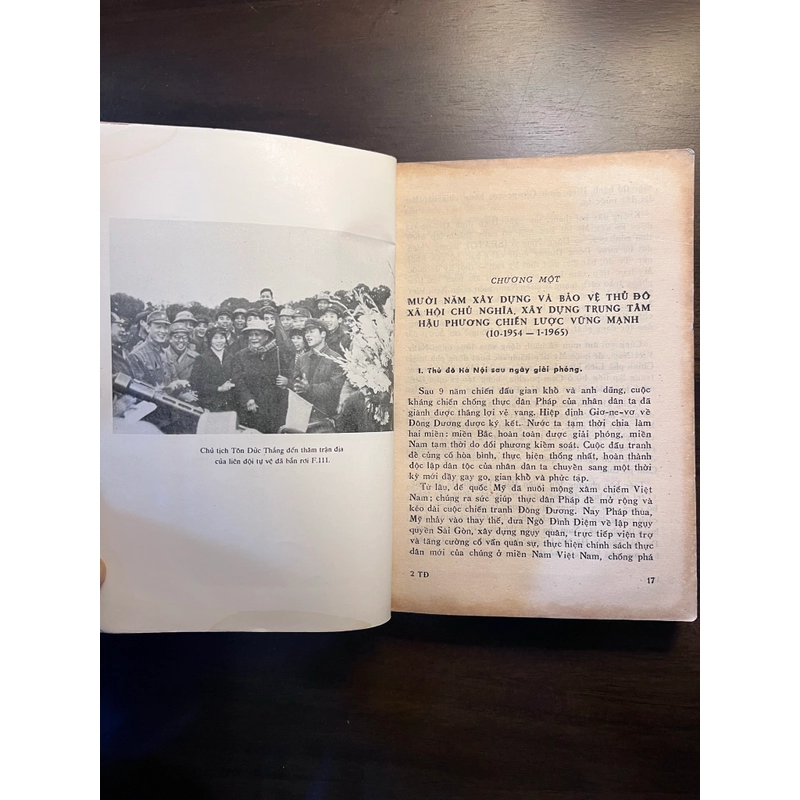 Chủ tịch Tôn Đức Thắng đến thăm trận địa
của liên đội tự vệ đã bắn rơi F.111.
CHƯƠNG MỘT
MƯỜI NĂM XÂY DỰNG VÀ BẢO VỆ THỦ ĐÔ
XÃ HỘI CHỦ NGHĨA, XÂY DỰNG TRUNG TÂM
HẬU PHƯƠNG CHIẾN LƯỢC VỮNG MẠNH
(10-1954 — 1-1965)
I. Thủ đô Hà Nội sau ngày giải phóng.
Sau 9 năm chiến đấu gian khổ và anh dũng, cuộc
kháng chiến chống thực dân Pháp của nhân dân ta đã
giành được thắng lợi vẻ vang. Hiệp định Giơ-ne-vơ về
Đông Dương được ký kết. Nước ta tạm thời chia làm
hai miền: miền Bắc hoàn toàn được giải phóng, miền
Nam tạm thời do đối phương kiểm soát. Cuộc đấu tranh
để củng cố hòa bình, thực hiện thống nhất, hoàn thành
độc lập dân tộc của nhân dân ta chuyển sang một thời
kỳ mới đầy gay go, gian khổ và phức tạp.
Từ lâu, đế quốc Mỹ đã nuôi mộng xâm chiếm Việt
Nam; chúng ra sức giúp thực dân Pháp để mở rộng và
kéo dài cuộc chiến tranh Đông Dương. Nay Pháp thua,
Mỹ nhảy vào thay thế, đưa Ngô Đình Diệm về lập ngụy
quyền Sài Gòn, xây dựng ngụy quân, trực tiếp viện trợ
và tăng cường cố vấn quân sự, thực hiện chính sách thực
dân mới của chúng ở miền Nam Việt Nam, chống phá
2 TĐ
17